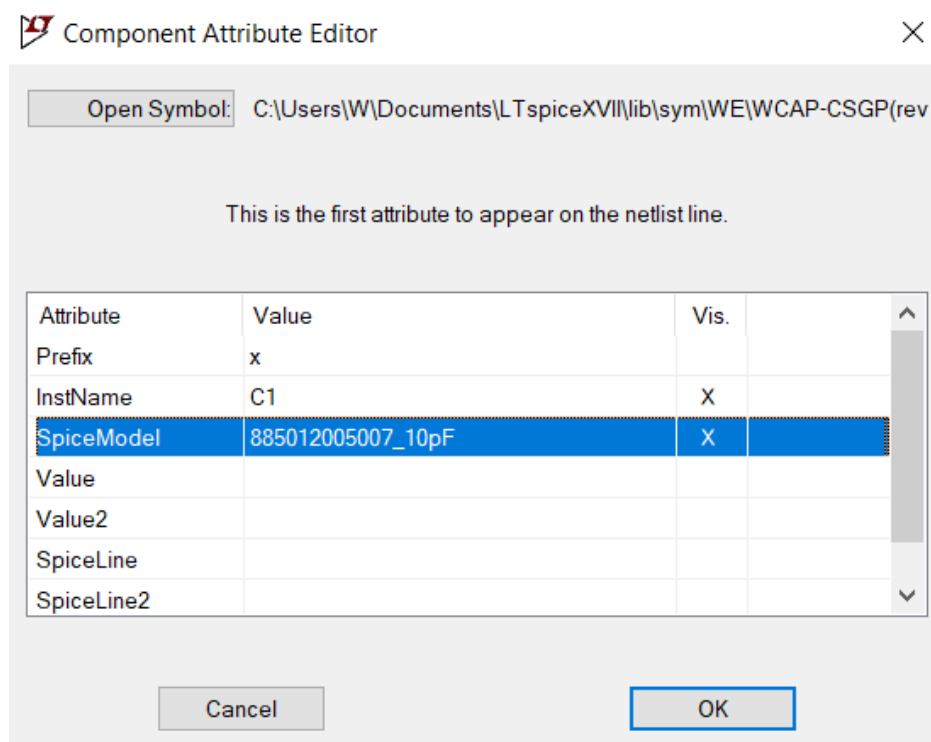 Component Attribute Editor
Open Symbol: C:\Users\W\Documents\LTspiceXVII\lib\sym\WE\WCAP-CSGP(rev
This is the first attribute to appear on the netlist line.
Attribute Value Vis.
Prefix x
InstName C1 X
SpiceModel 885012005007_10pF X
Value
Value2
SpiceLine
SpiceLine2
Cancel OK